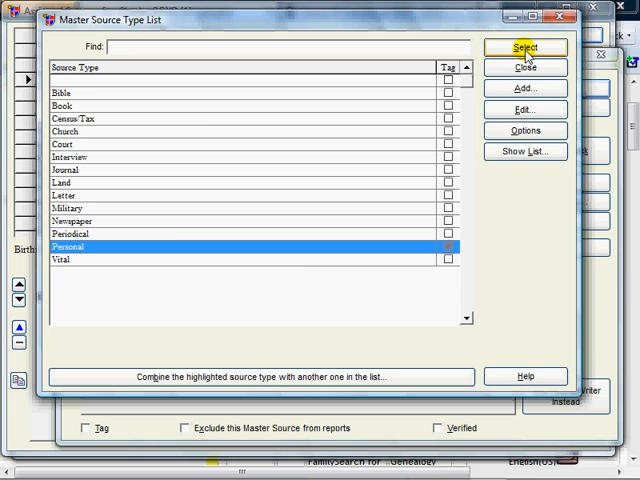 Master Source Type List
Find:
Select
Close
Add...
Edit...
Options
Show List...
Source Type
Tag
Bible
Book
Census/Tax
Church
Court
Interview
Journal
Land
Letter
Military
Newspaper
Periodical
Personal
Vital
Birth
Combine the highlighted source type with another one in the list...
Help
Writer
Instead
Tag
Exclude this Master Source from reports
Verified
FamilySearch for
Genealogy
English(US)